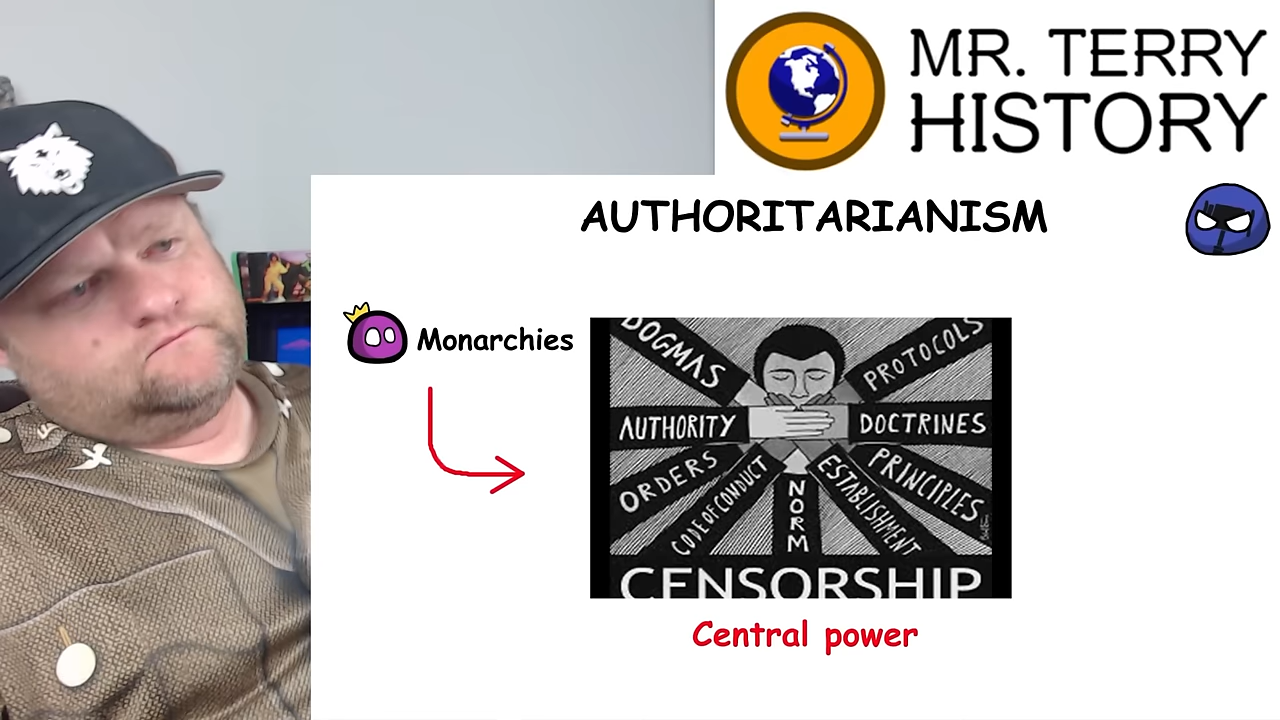 MR. TERRY
HISTORY
AUTHORITARIANISM
Monarchies
DOGMAS
PROTOCOLS
AUTHORITY
DOCTRINES
ORDERS
CODE OF CONDUCT
NORM
ESTABLISHMENT
PRINCIPLES
CENSORSHIP
Central power